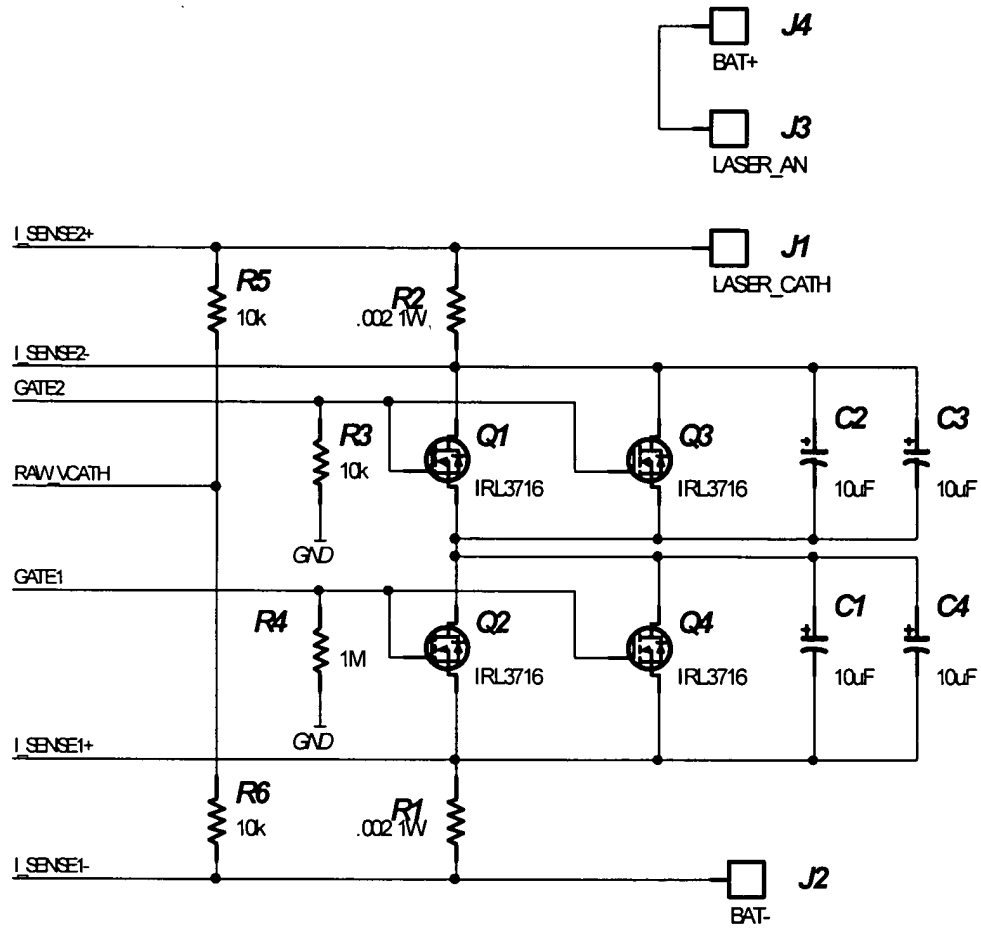 J4
BAT+
J3
LASER_AN
I_SENSE2+
J1
LASER_CATH
R5
10k
R2
.002 1W
I_SENSE2-
GATE2
R3
10k
Q1
IRL3716
Q3
IRL3716
C2
10uF
C3
10uF
RAW_VCATH
GND
GATE1
R4
1M
Q2
IRL3716
Q4
IRL3716
C1
10uF
C4
10uF
GND
I_SENSE1+
R6
10k
R1
.002 1W
I_SENSE1-
J2
BAT-